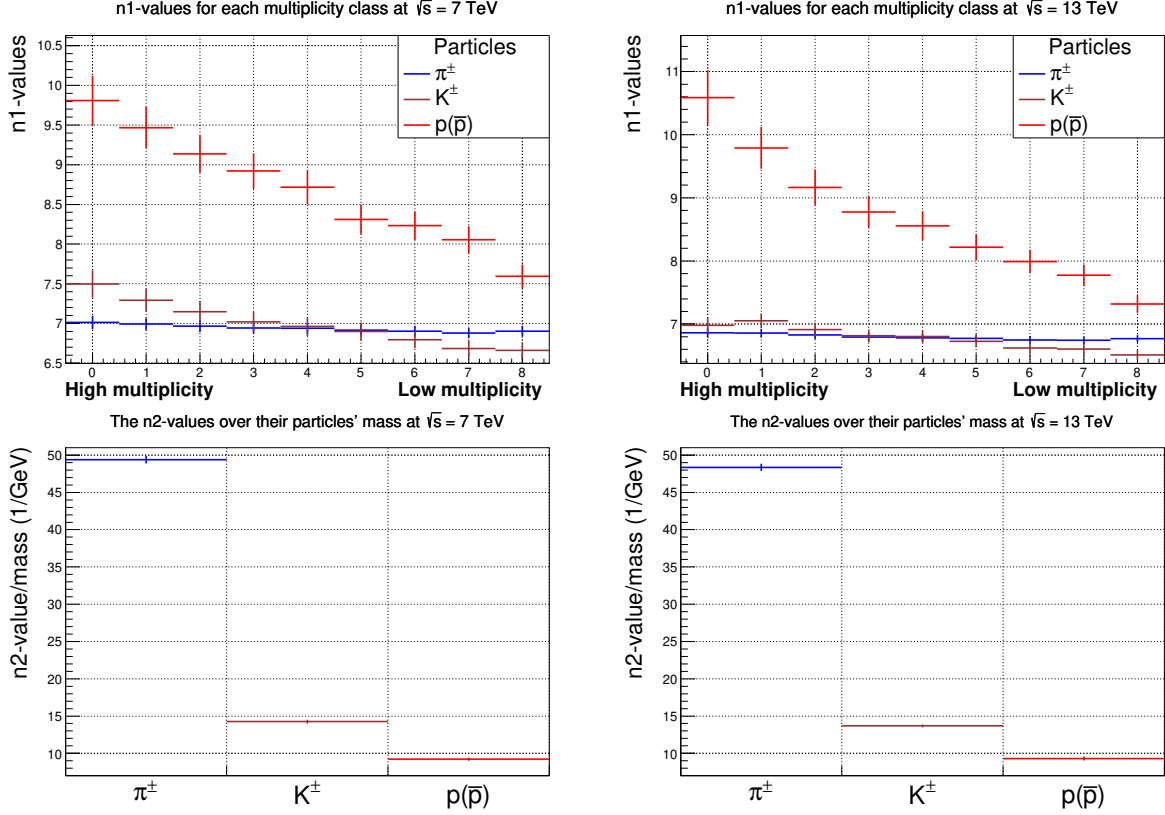 n1-values for each multiplicity class at √s = 7 TeV
n1-values
10.5
10
9.5
9
8.5
8
7.5
7
6.5
Particles
π±
K±
p(p̅)
0 1 2 3 4 5 6 7 8
High multiplicity Low multiplicity
n1-values for each multiplicity class at √s = 13 TeV
n1-values
11
10
9
8
7
Particles
π±
K±
p(p̅)
0 1 2 3 4 5 6 7 8
High multiplicity Low multiplicity
The n2-values over their particles' mass at √s = 7 TeV
n2-value/mass (1/GeV)
50
45
40
35
30
25
20
15
10
π± K± p(p̅)
The n2-values over their particles' mass at √s = 13 TeV
n2-value/mass (1/GeV)
50
45
40
35
30
25
20
15
10
π± K± p(p̅)